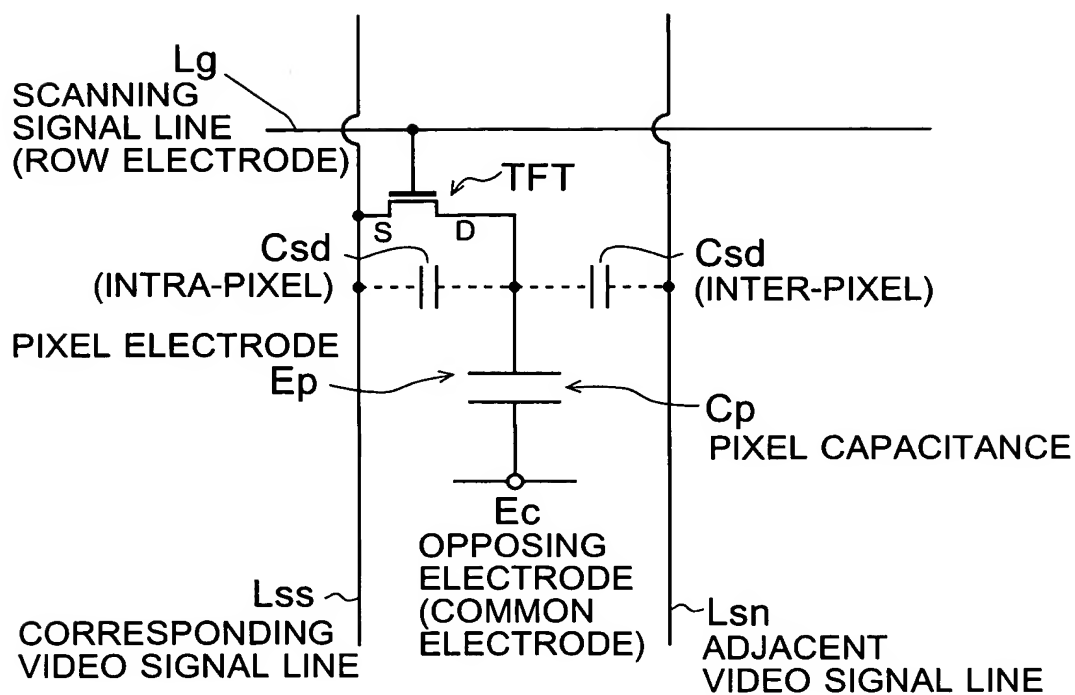 Lg
SCANNING
SIGNAL LINE
(ROW ELECTRODE)
TFT
S
D
Csd
(INTRA-PIXEL)
Csd
(INTER-PIXEL)
PIXEL ELECTRODE
Ep
Cp
PIXEL CAPACITANCE
Ec
OPPOSING
ELECTRODE
(COMMON
ELECTRODE)
Lss
CORRESPONDING
VIDEO SIGNAL LINE
Lsn
ADJACENT
VIDEO SIGNAL LINE